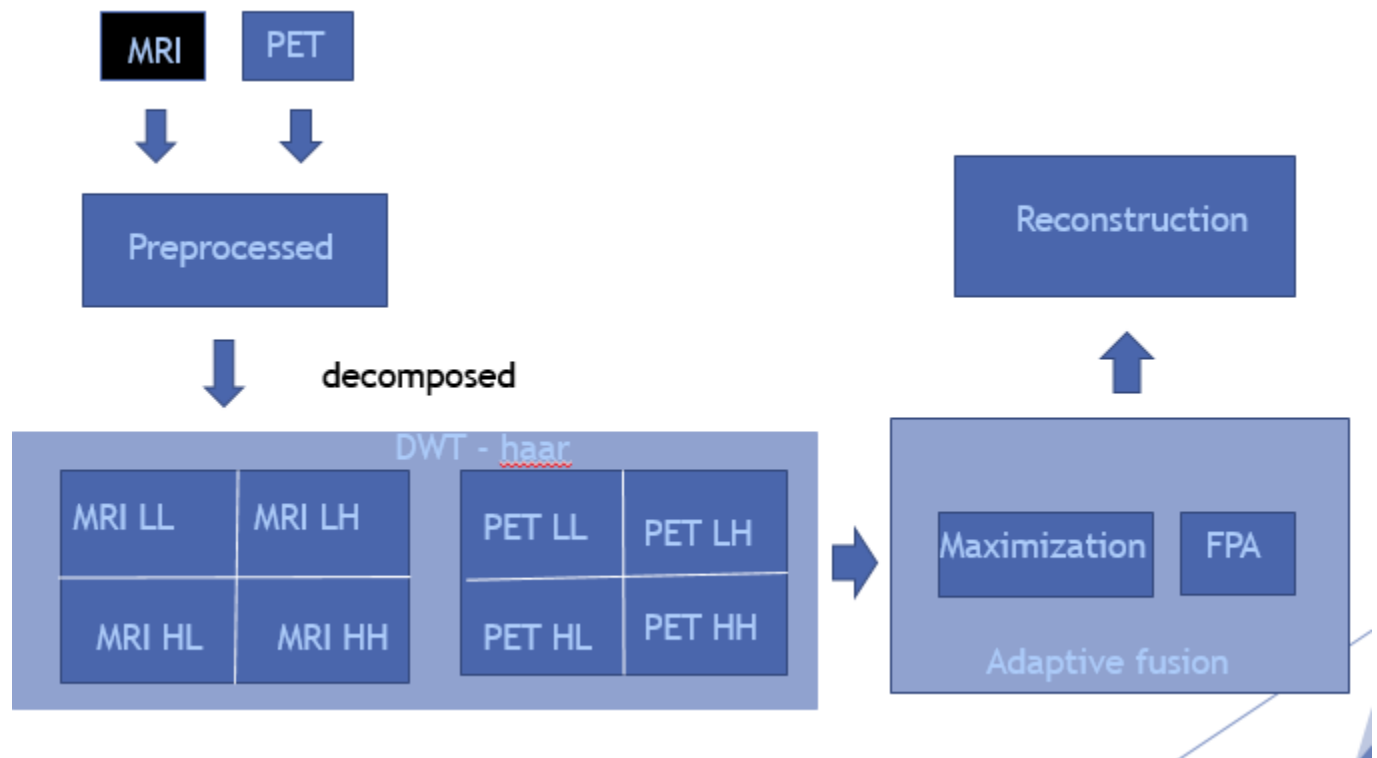 MRI
PET
Preprocessed
decomposed
DWT - haar
MRI LL
MRI LH
MRI HL
MRI HH
PET LL
PET LH
PET HL
PET HH
Maximization
FPA
Adaptive fusion
Reconstruction